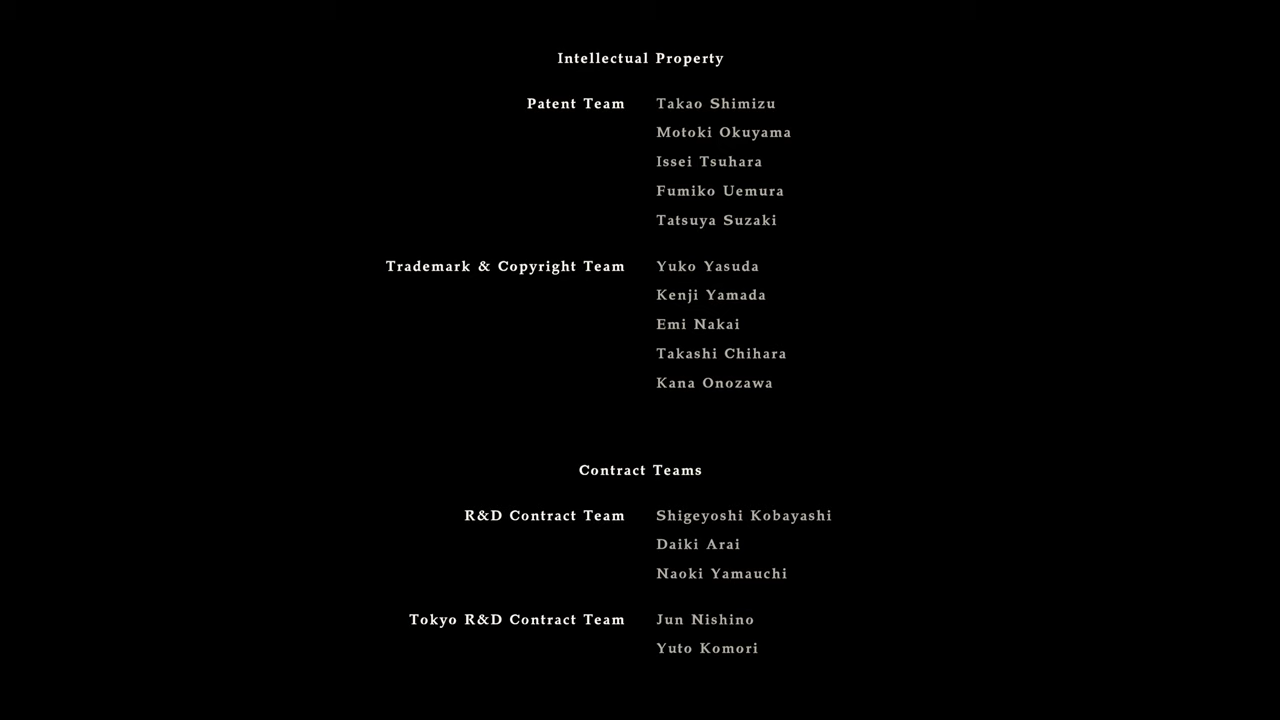 Intellectual Property
Patent Team Takao Shimizu
Motoki Okuyama
Issei Tsuhara
Fumiko Uemura
Tatsuya Suzaki
Trademark & Copyright Team Yuko Yasuda
Kenji Yamada
Emi Nakai
Takashi Chihara
Kana Onozawa
Contract Teams
R&D Contract Team Shigeyoshi Kobayashi
Daiki Arai
Naoki Yamauchi
Tokyo R&D Contract Team Jun Nishino
Yuto Komori